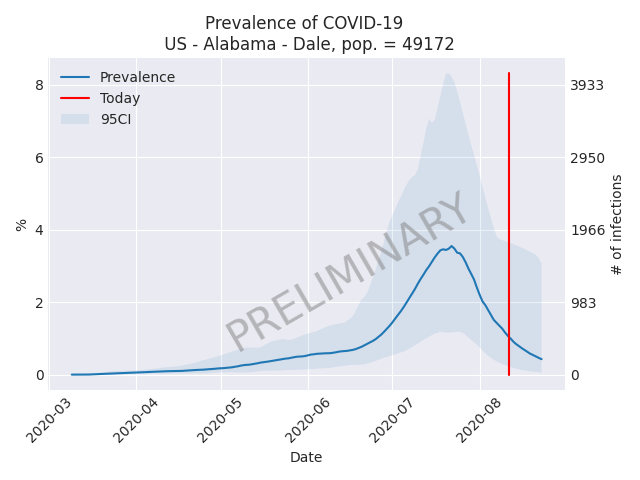 Prevalence of COVID-19
US - Alabama - Dale, pop. = 49172
Prevalence
Today
95CI
8
6
4
2
0
%
3933
2950
1966
983
0
# of infections
PRELIMINARY
2020-03
2020-04
2020-05
2020-06
2020-07
2020-08
Date